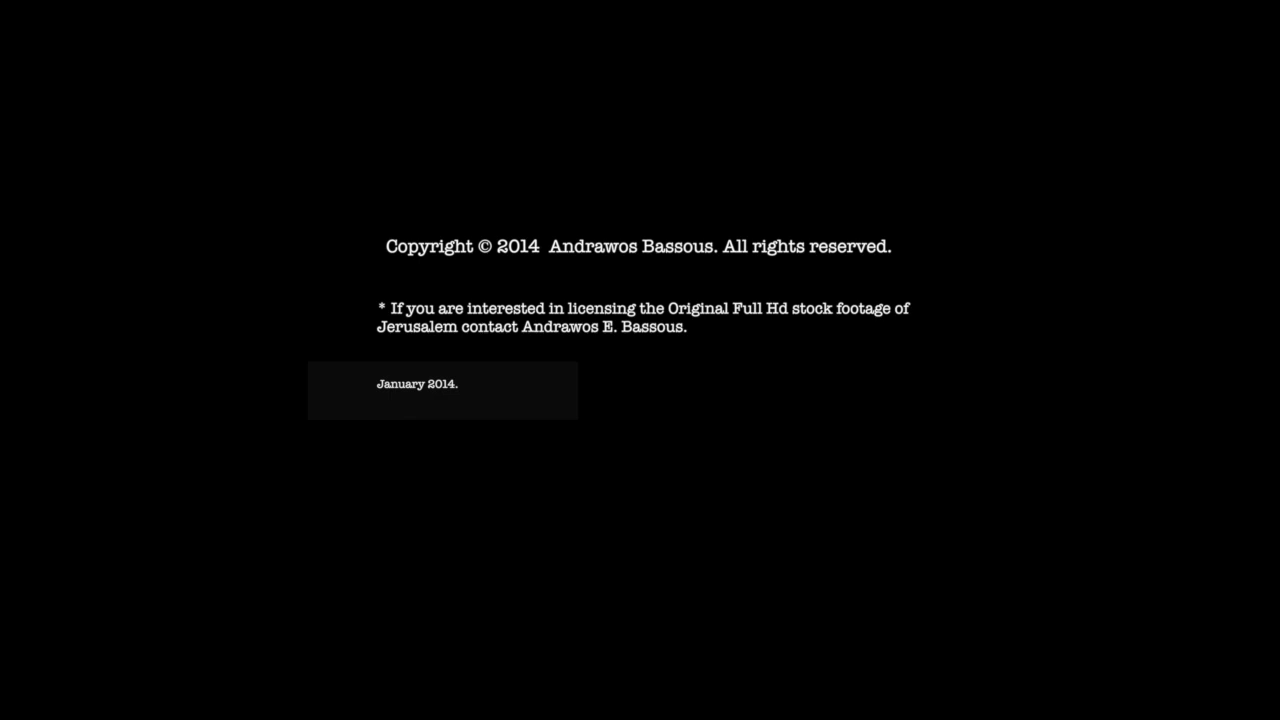 Copyright © 2014  Andrawos Bassous. All rights reserved.
* If you are interested in licensing the Original Full Hd stock footage of
Jerusalem contact Andrawos E. Bassous.
January 2014.